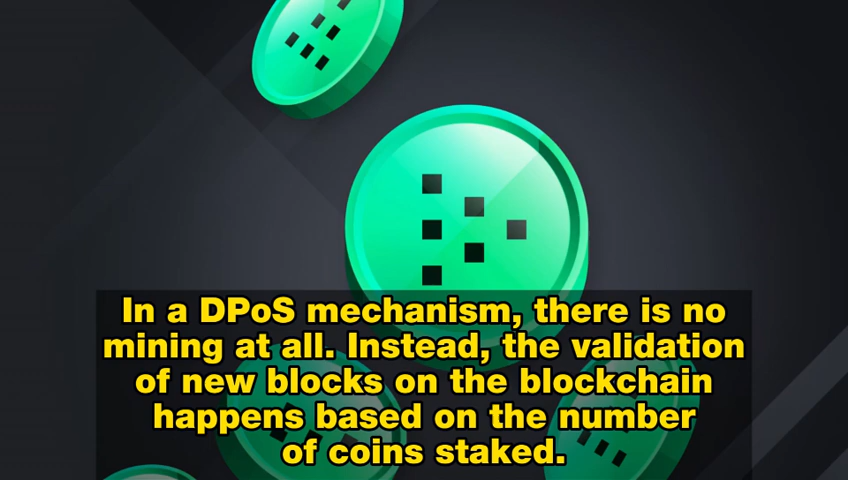 In a DPoS mechanism, there is no
mining at all. Instead, the validation
of new blocks on the blockchain
happens based on the number
of coins staked.